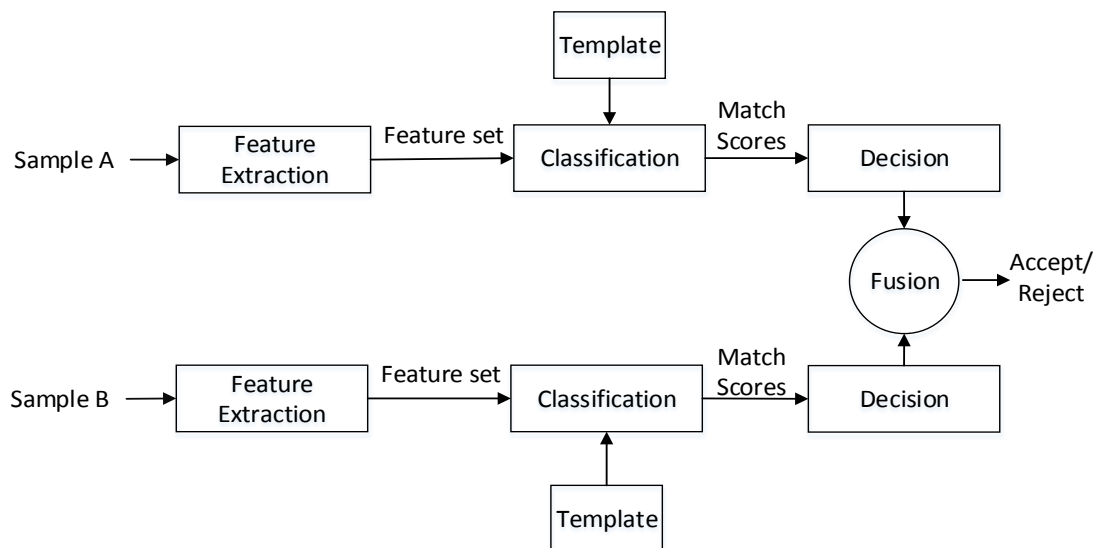 Template
Sample A
Feature
Extraction
Feature set
Classification
Match
Scores
Decision
Fusion
Accept/
Reject
Sample B
Feature
Extraction
Feature set
Classification
Match
Scores
Decision
Template